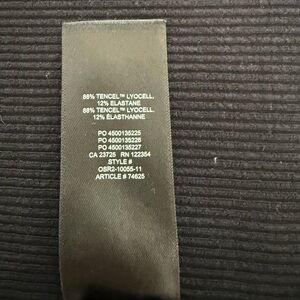 88% TENCEL™ LYOCELL.
12% ELASTANE
88% TENCEL™ LYOCELL.
12% ÉLASTHANNE
PO 4500135225
PO 4500135226
PO 4500135227
CA 23725 RN 122354
STYLE #
OSR2-10055-11
ARTICLE # 74625